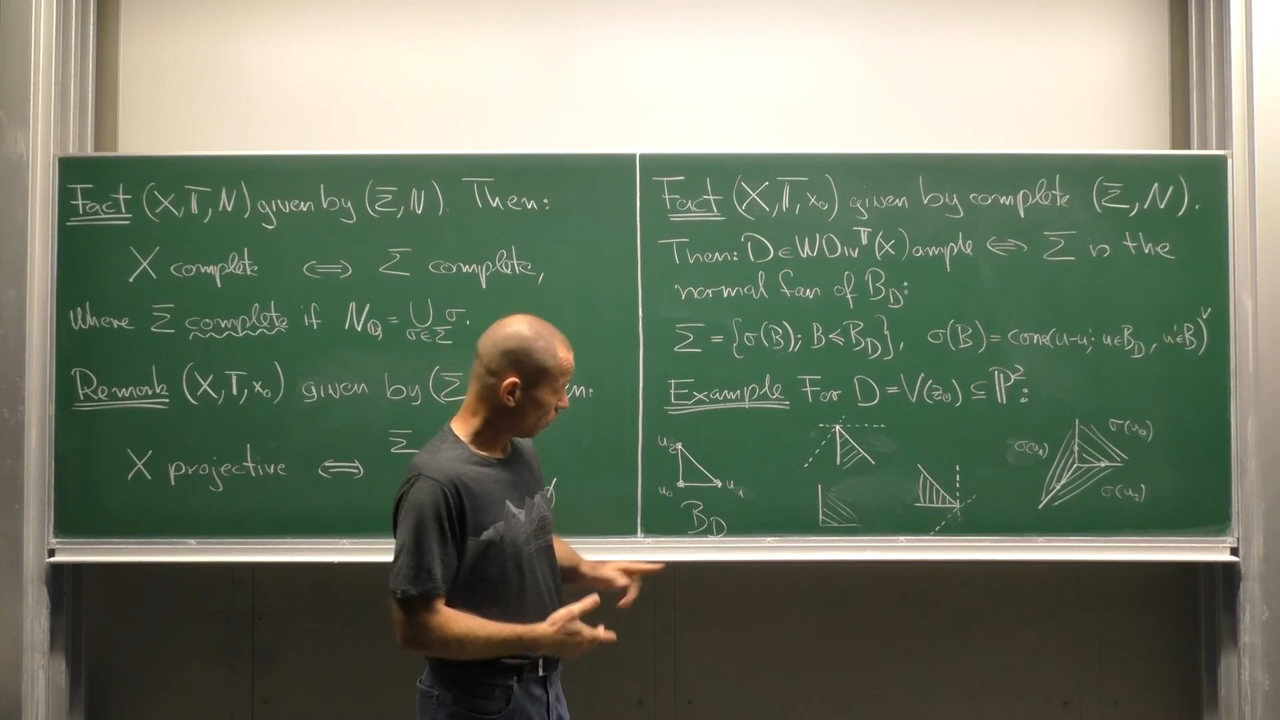 Fact (X,𝕋,N) given by (Σ,N). Then:
X complete ⇔ Σ complete,
where Σ complete if N_ℚ = ⋃_{σ∈Σ} σ.
Remark (X,𝕋,x₀) given by (Σ
X projective ⇔ Σ
Fact (X,𝕋,x₀) given by complete (Σ,N).
Then: D ∈ WDiv^𝕋(X) ample ⇔ Σ is the
normal fan of B_D:
Σ = {σ(B); B ≤ B_D}, σ(B) = cone(u-u'; u∈B_D, u'∈B)^∨
Example For D = V(z₀) ⊆ ℙ²:
u₂
u₀ u₁
B_D
σ(u₁) σ(u₀)
σ(u₂)